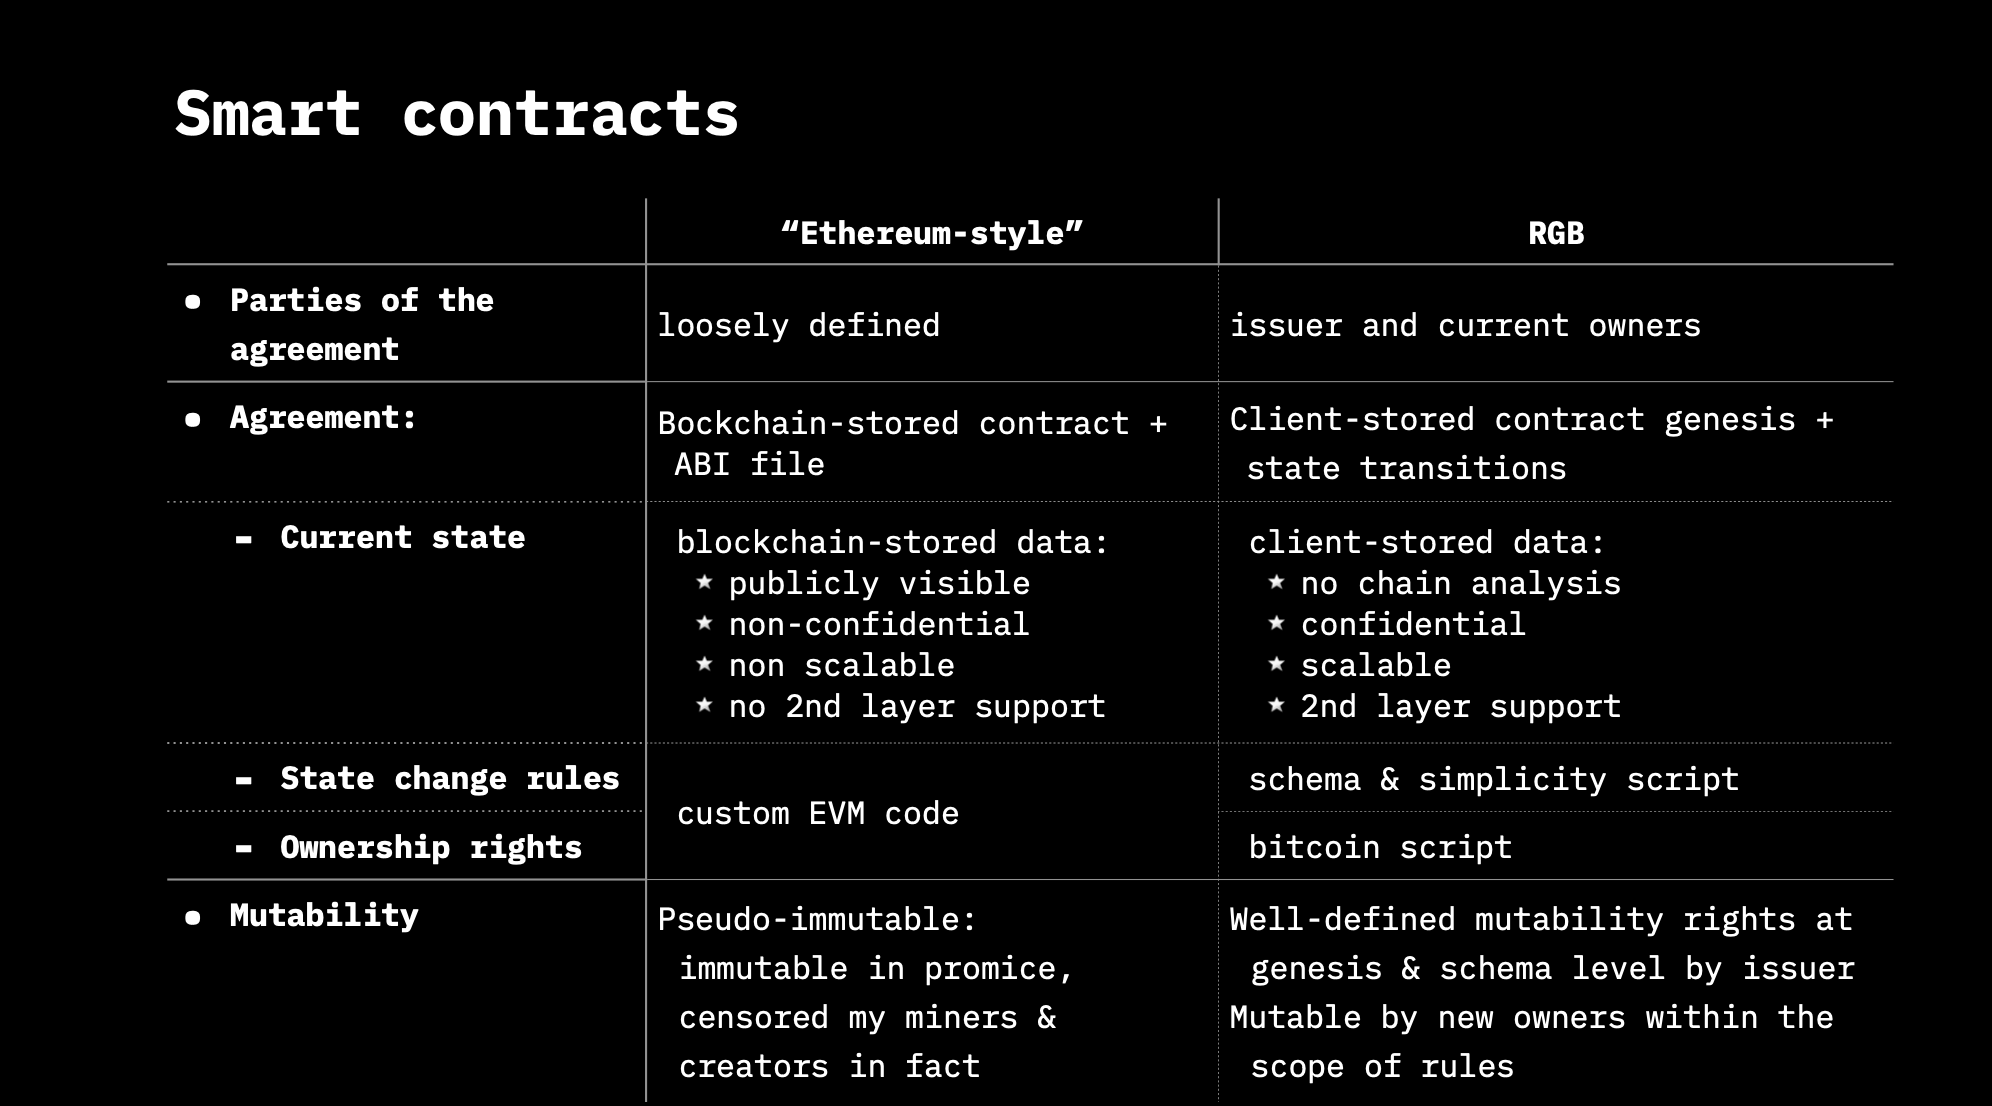 Smart contracts
“Ethereum-style”
RGB
• Parties of the
agreement
loosely defined
issuer and current owners
• Agreement:
Bockchain-stored contract +
ABI file
Client-stored contract genesis +
state transitions
- Current state
blockchain-stored data:
★ publicly visible
★ non-confidential
★ non scalable
★ no 2nd layer support
client-stored data:
★ no chain analysis
★ confidential
★ scalable
★ 2nd layer support
- State change rules
custom EVM code
schema & simplicity script
- Ownership rights
bitcoin script
• Mutability
Pseudo-immutable:
immutable in promice,
censored my miners &
creators in fact
Well-defined mutability rights at
genesis & schema level by issuer
Mutable by new owners within the
scope of rules